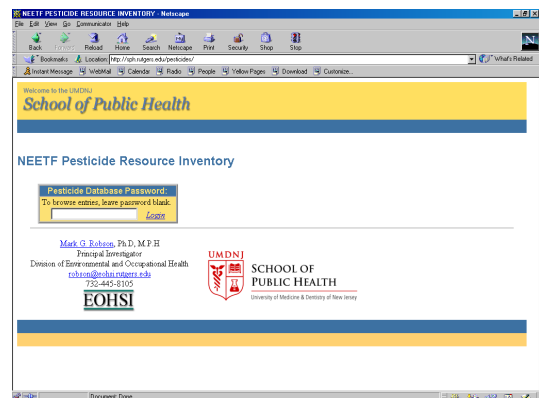 NEETF PESTICIDE RESOURCE INVENTORY - Netscape
File Edit View Go Communicator Help
Back Forward Reload Home Search Netscape Print Security Shop Stop
N
Bookmarks Location: http://sph.rutgers.edu/pesticides/ What's Related
Instant Message WebMail Calendar Radio People Yellow Pages Download Customize...
Welcome to the UMDNJ
School of Public Health
NEETF Pesticide Resource Inventory
Pesticide Database Password:
To browse entries, leave password blank.
Login
Mark G. Robson, Ph.D, M.P.H
Principal Investigator
Division of Environmental and Occupational Health
robson@eohsi.rutgers.edu
732-445-8105
EOHSI
UMDNJ
SCHOOL OF
PUBLIC HEALTH
University of Medicine & Dentistry of New Jersey
Document: Done